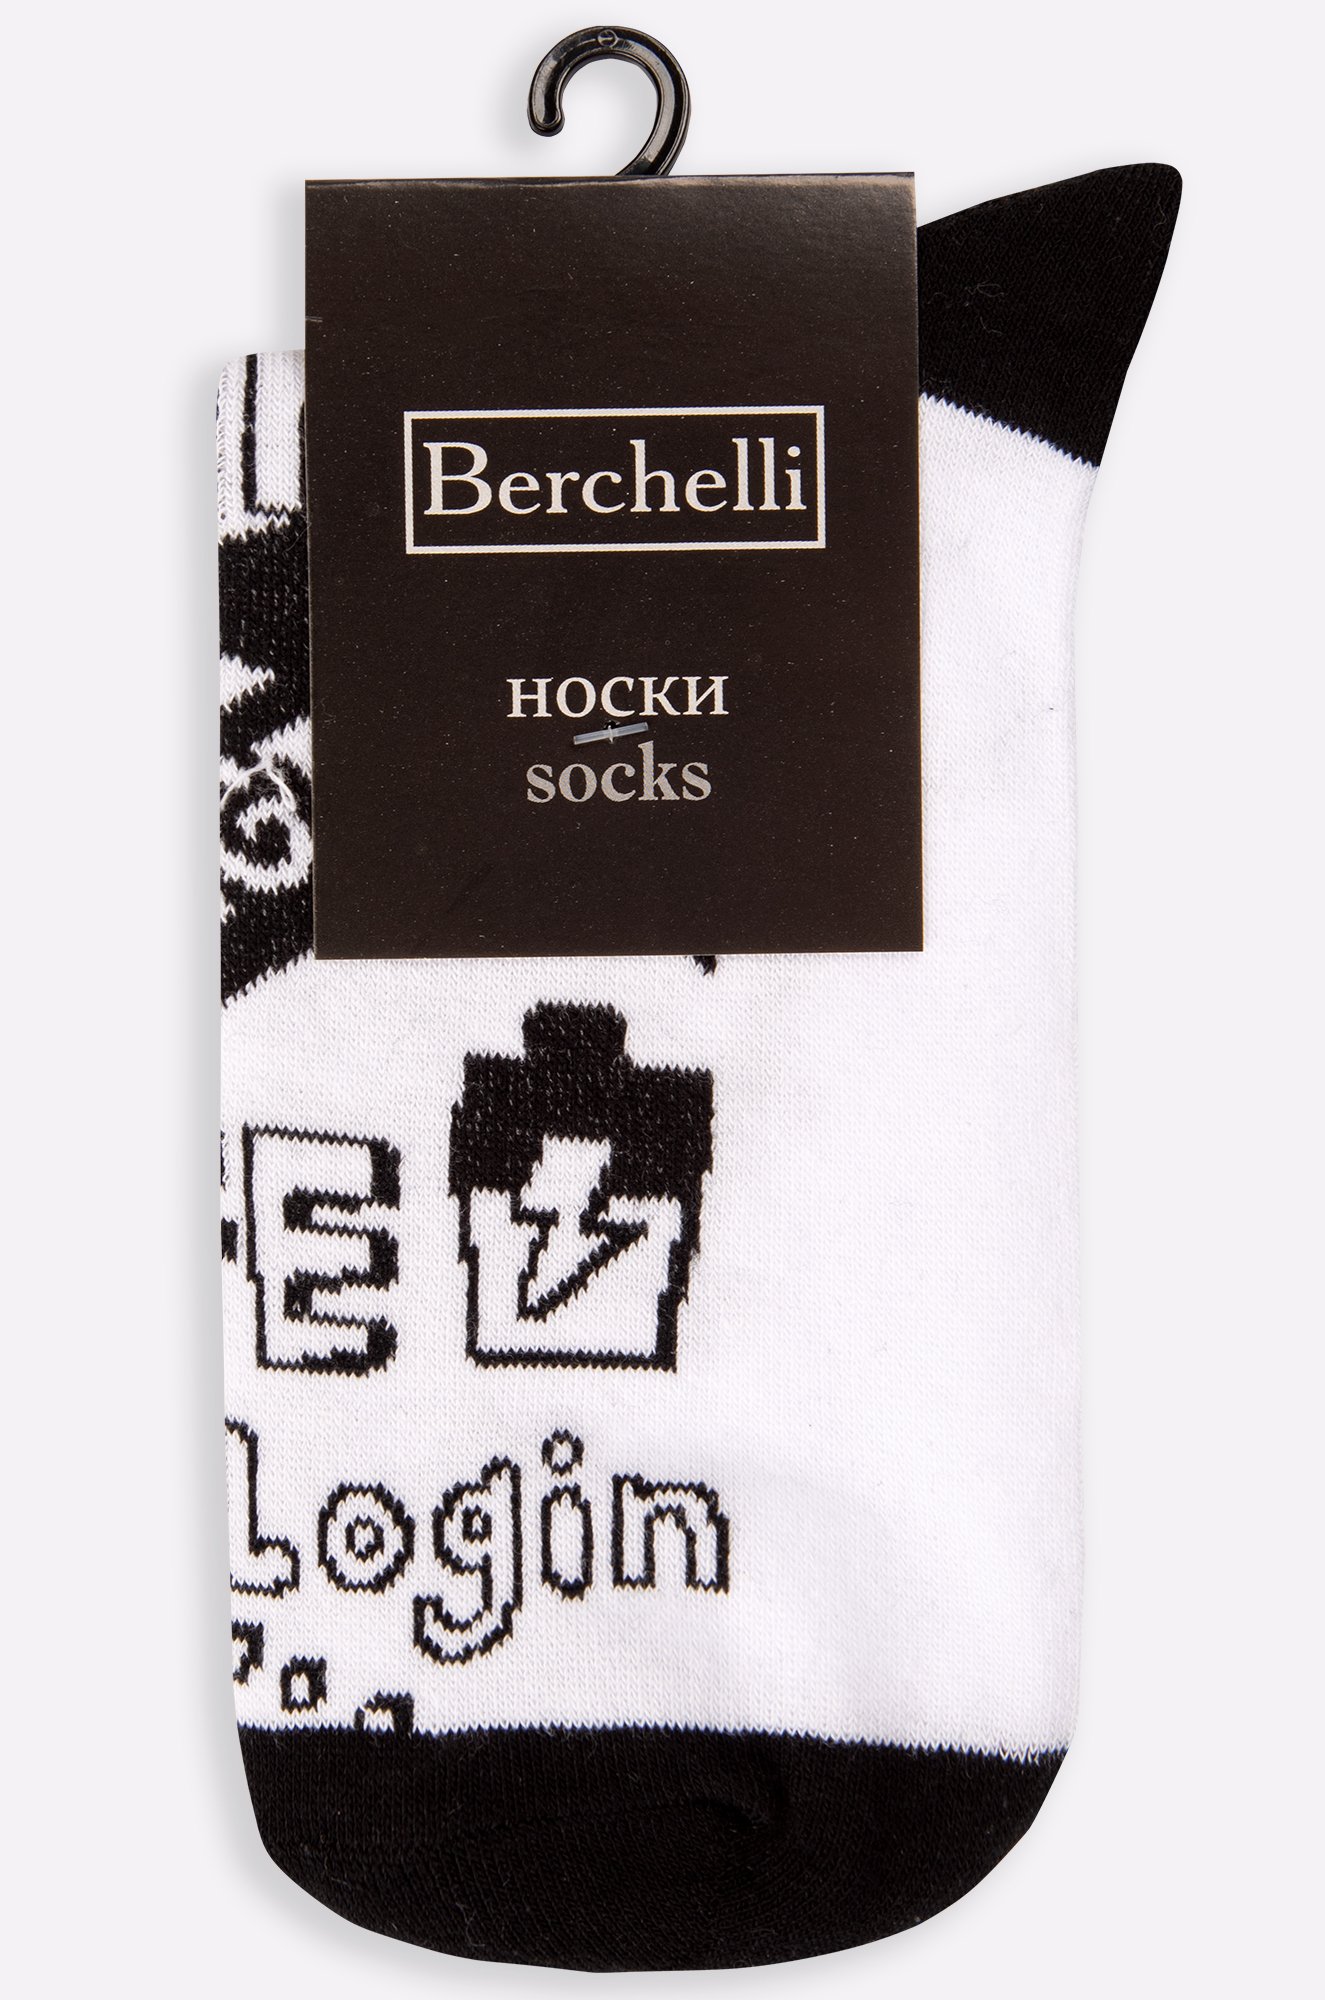 Berchelli
носки
socks
E
Login